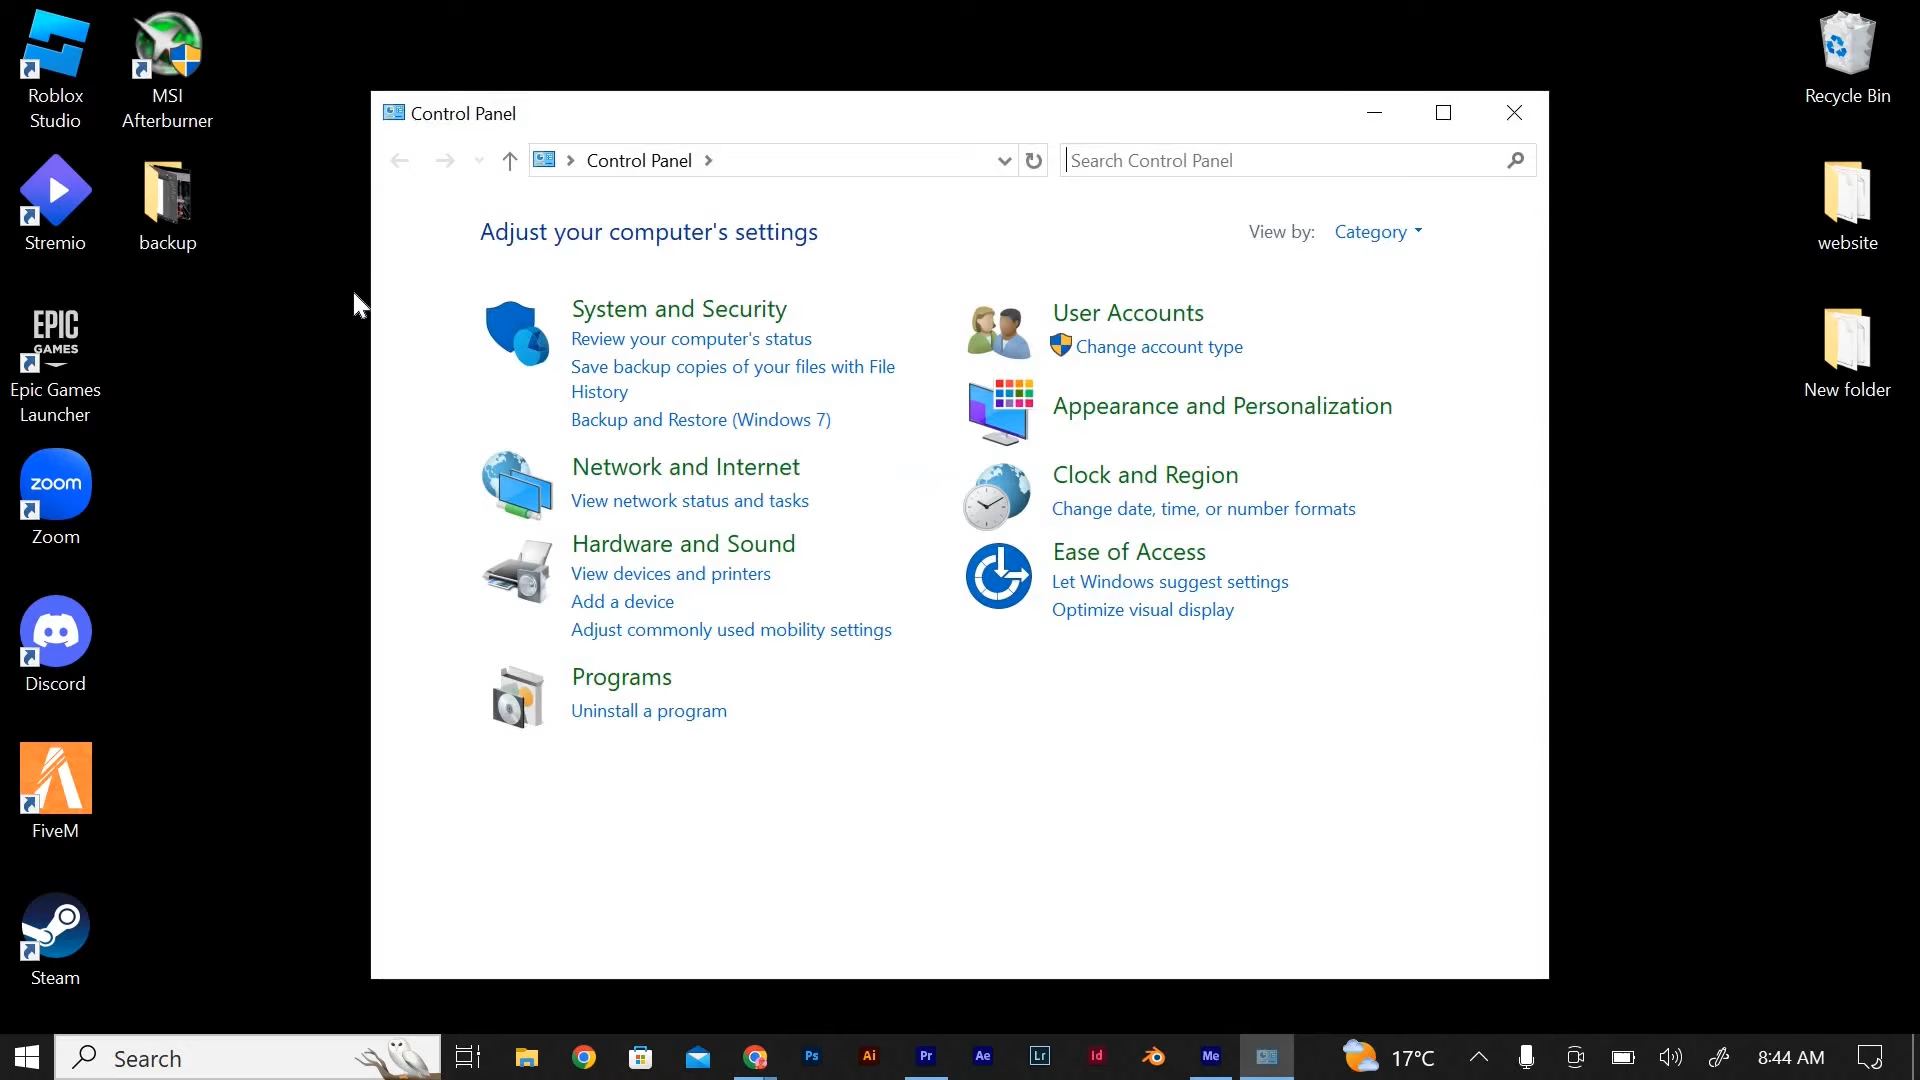 Roblox
Studio
MSI
Afterburner
Stremio
backup
EPIC
GAMES
Epic Games
Launcher
zoom
Zoom
Discord
FiveM
Steam
Control Panel
Control Panel
Search Control Panel
Adjust your computer's settings
View by: Category
System and Security
Review your computer's status
Save backup copies of your files with File
History
Backup and Restore (Windows 7)
Network and Internet
View network status and tasks
Hardware and Sound
View devices and printers
Add a device
Adjust commonly used mobility settings
Programs
Uninstall a program
User Accounts
Change account type
Appearance and Personalization
Clock and Region
Change date, time, or number formats
Ease of Access
Let Windows suggest settings
Optimize visual display
Recycle Bin
website
New folder
Search
Ps
Ai
Pr
Ae
Lr
Id
Me
17°C
8:44 AM